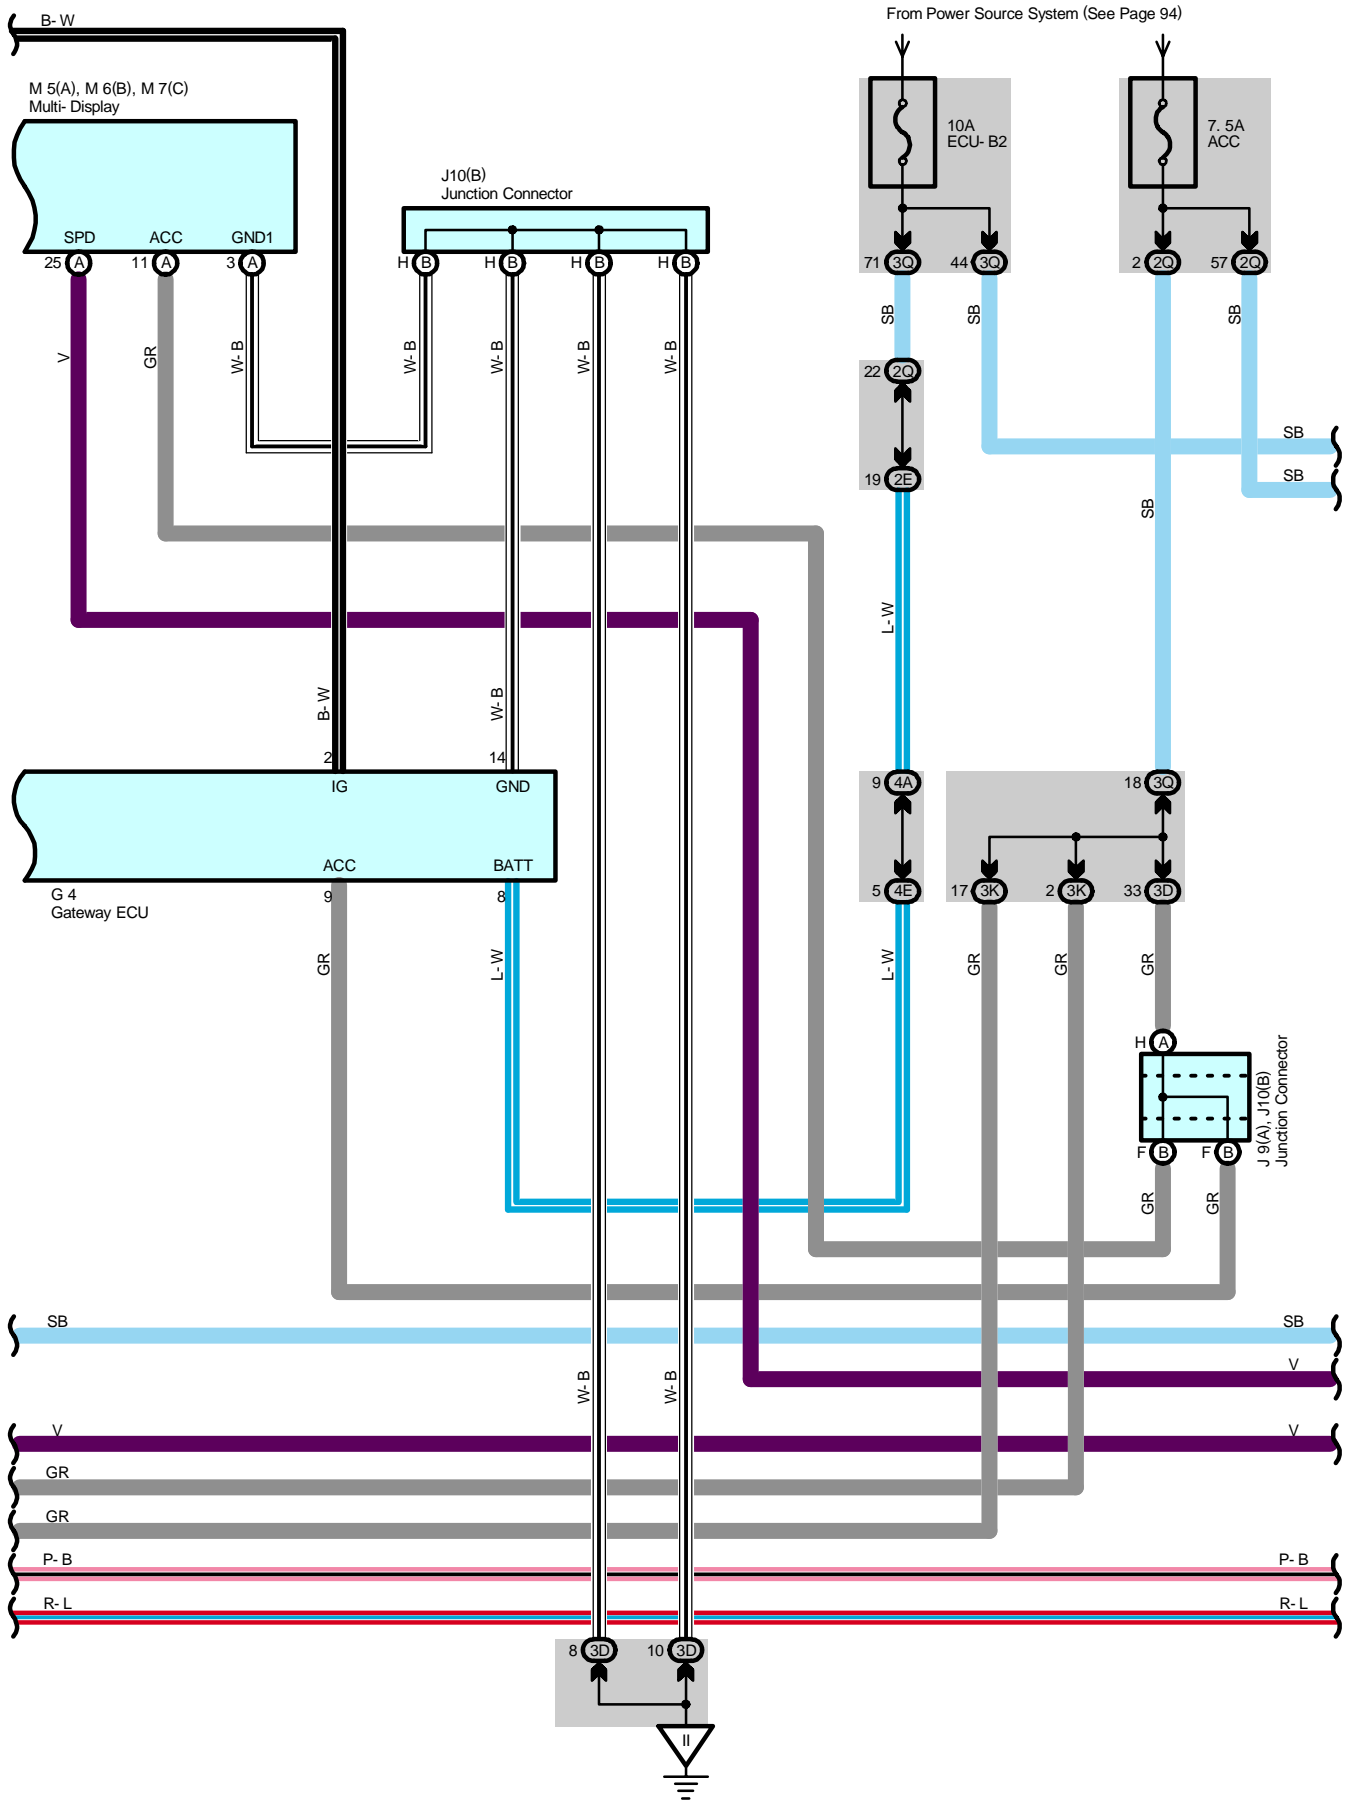 From Power Source System (See Page 94)
B- W
M 5(A), M 6(B), M 7(C)
Multi- Display
10A
ECU- B2
7. 5A
ACC
J10(B)
Junction Connector
SPD ACC GND1
25 A 11 A 3 A H B H B H B H B 71 3Q 44 3Q 2 2Q 57 2Q
SB SB SB
V GR W- B W- B W- B W- B W- B
22 2Q
SB
19 2E
SB
SB
L- W
B- W W- B
2 14
IG GND
9 4A 18 3Q
ACC BATT
9 8
5 4E 17 3K 2 3K 33 3D
G 4
Gateway ECU
GR L- W L- W GR GR GR
H A
J 9(A), J10(B)
Junction Connector
F B F B
GR GR
SB SB
V
W- B W- B
V V
GR
GR
P- B P- B
R- L R- L
8 3D 10 3D
II